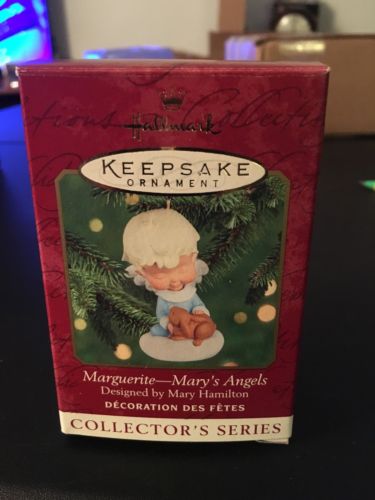 Hallmark
KEEPSAKE
ORNAMENT
Marguerite—Mary's Angels
Designed by Mary Hamilton
DÉCORATION DES FÊTES
COLLECTOR'S SERIES